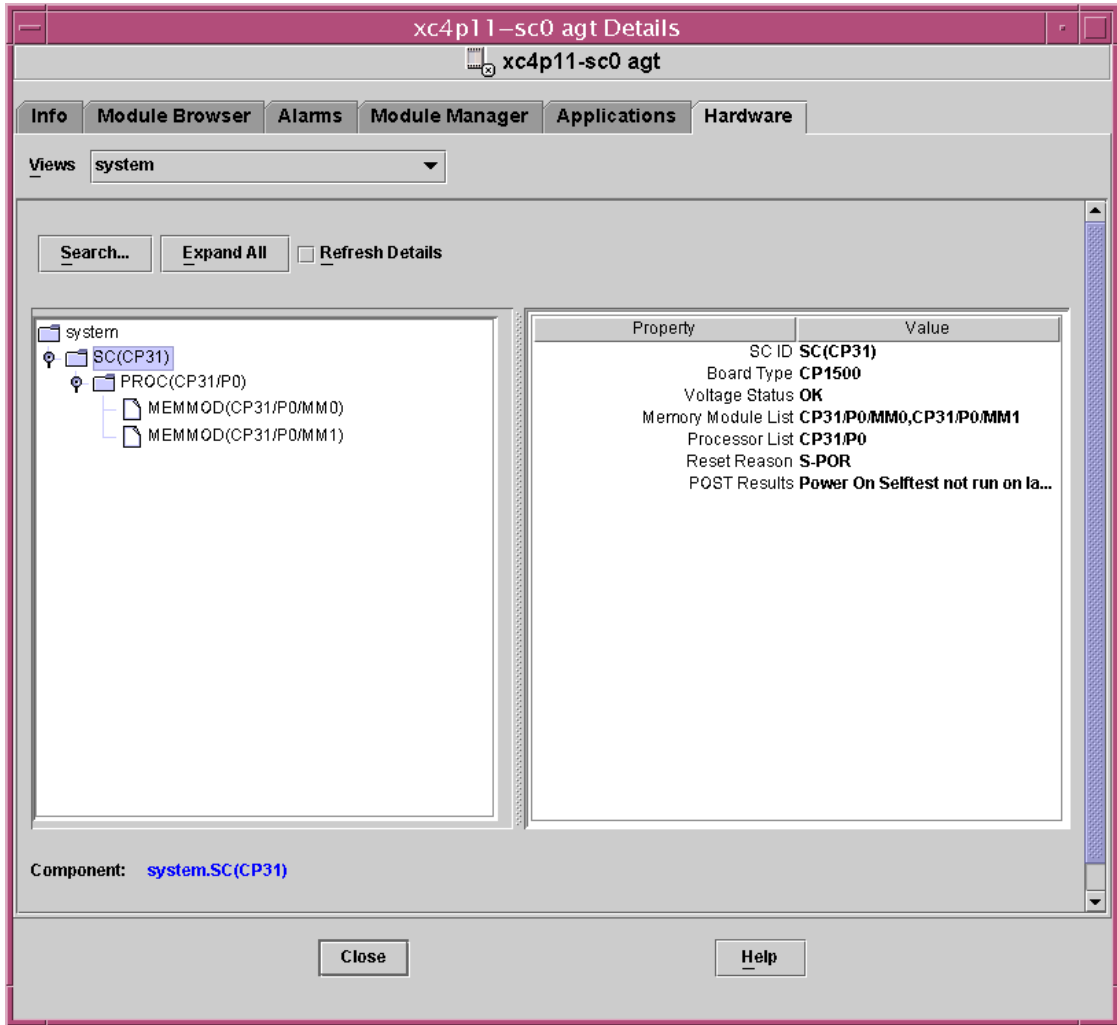 xc4p11-sc0 agt Details
xc4p11-sc0 agt
Info Module Browser Alarms Module Manager Applications Hardware
Views system
Search... Expand All Refresh Details
system
SC(CP31)
PROC(CP31/P0)
MEMMOD(CP31/P0/MM0)
MEMMOD(CP31/P0/MM1)
Property Value
SC ID SC(CP31)
Board Type CP1500
Voltage Status OK
Memory Module List CP31/P0/MM0,CP31/P0/MM1
Processor List CP31/P0
Reset Reason S-POR
POST Results Power On Selftest not run on la...
Component: system.SC(CP31)
Close Help